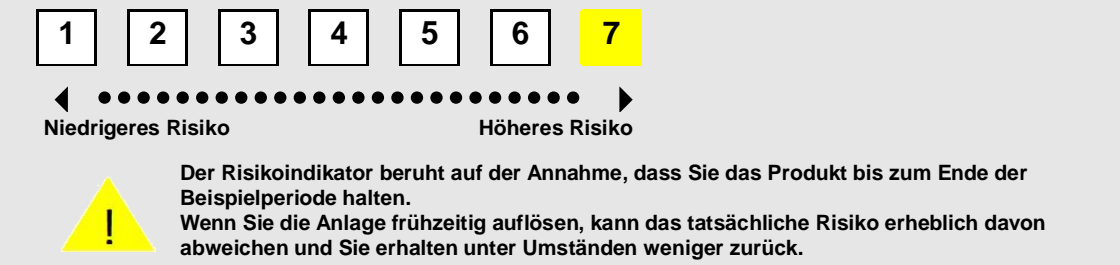 1 2 3 4 5 6 7
Niedrigeres Risiko Höheres Risiko
!
Der Risikoindikator beruht auf der Annahme, dass Sie das Produkt bis zum Ende der
Beispielperiode halten.
Wenn Sie die Anlage frühzeitig auflösen, kann das tatsächliche Risiko erheblich davon
abweichen und Sie erhalten unter Umständen weniger zurück.